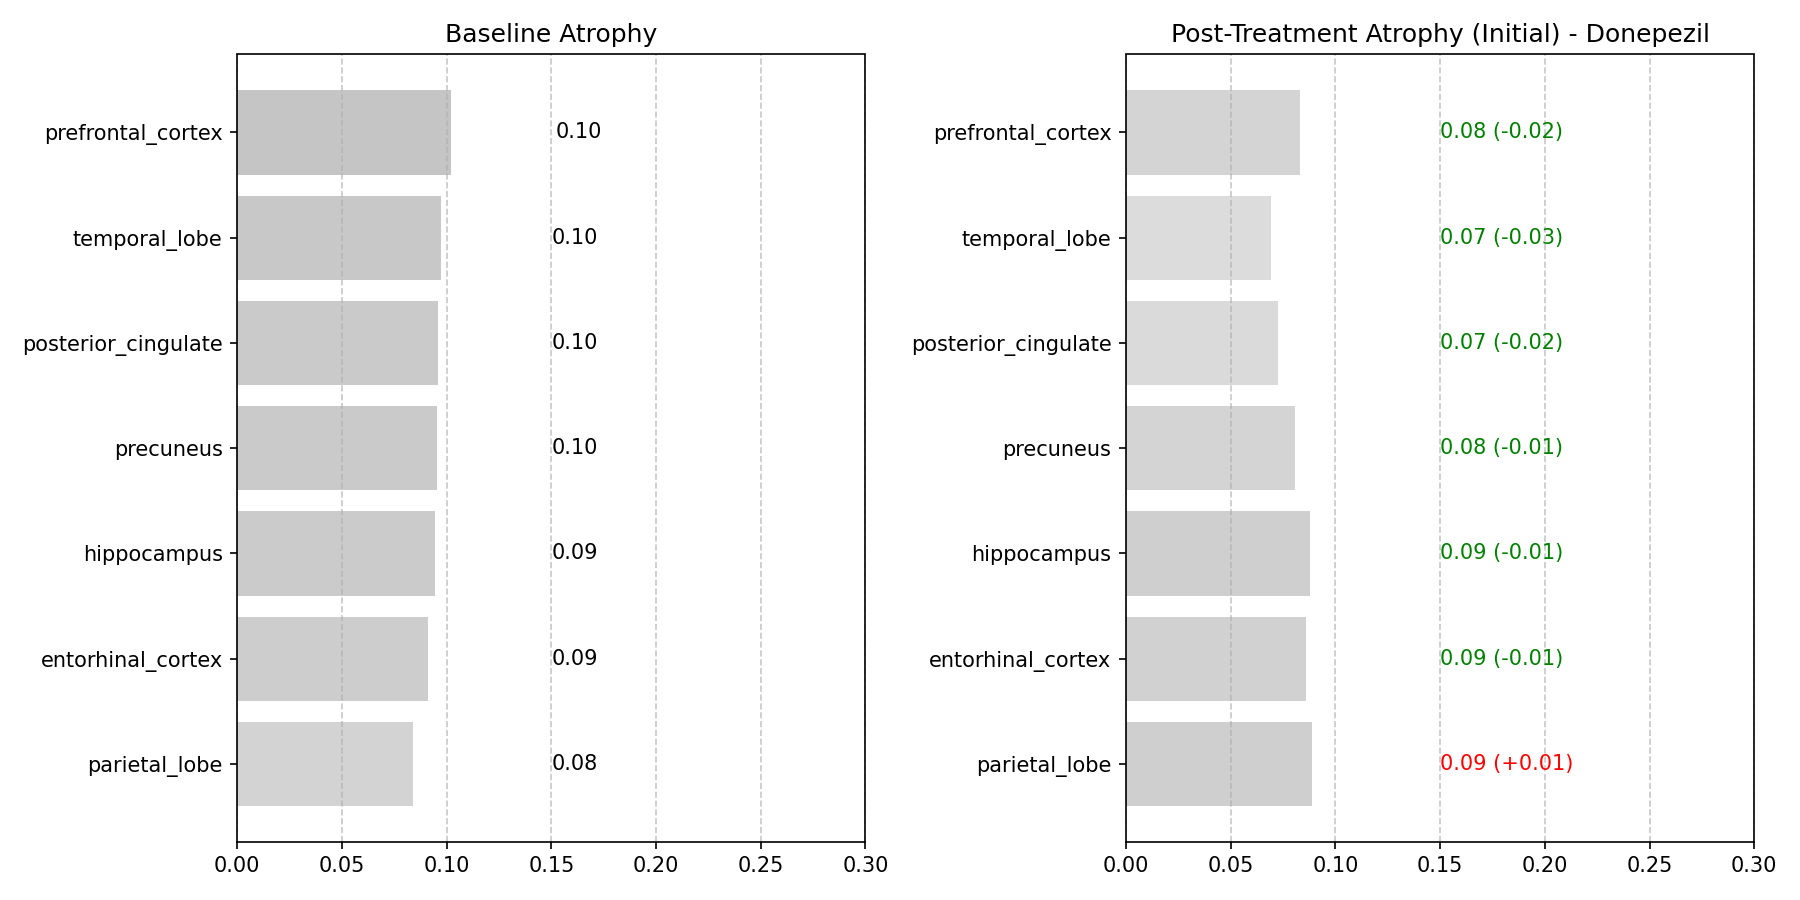 Baseline Atrophy
prefrontal_cortex 0.10
temporal_lobe 0.10
posterior_cingulate 0.10
precuneus 0.10
hippocampus 0.09
entorhinal_cortex 0.09
parietal_lobe 0.08
0.00 0.05 0.10 0.15 0.20 0.25 0.30
Post-Treatment Atrophy (Initial) - Donepezil
prefrontal_cortex 0.08 (-0.02)
temporal_lobe 0.07 (-0.03)
posterior_cingulate 0.07 (-0.02)
precuneus 0.08 (-0.01)
hippocampus 0.09 (-0.01)
entorhinal_cortex 0.09 (-0.01)
parietal_lobe 0.09 (+0.01)
0.00 0.05 0.10 0.15 0.20 0.25 0.30